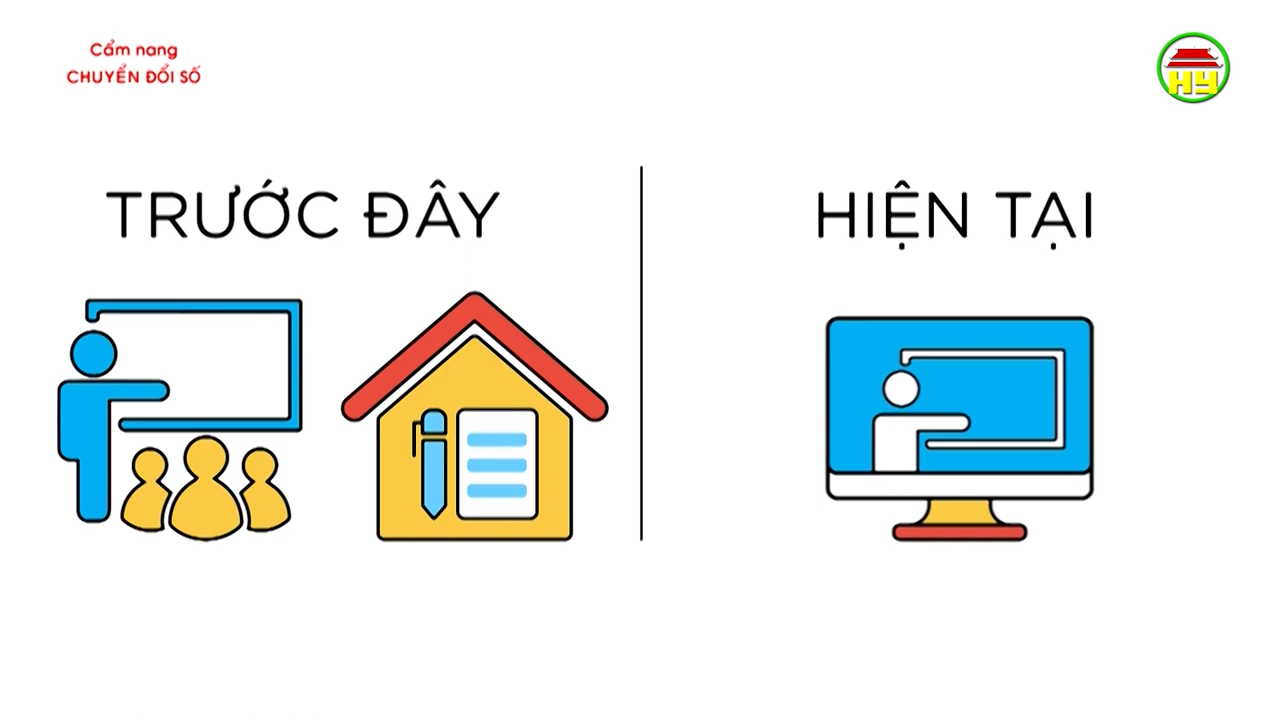 Cẩm nang
CHUYỂN ĐỔI SỐ
HY
TRƯỚC ĐÂY
HIỆN TẠI